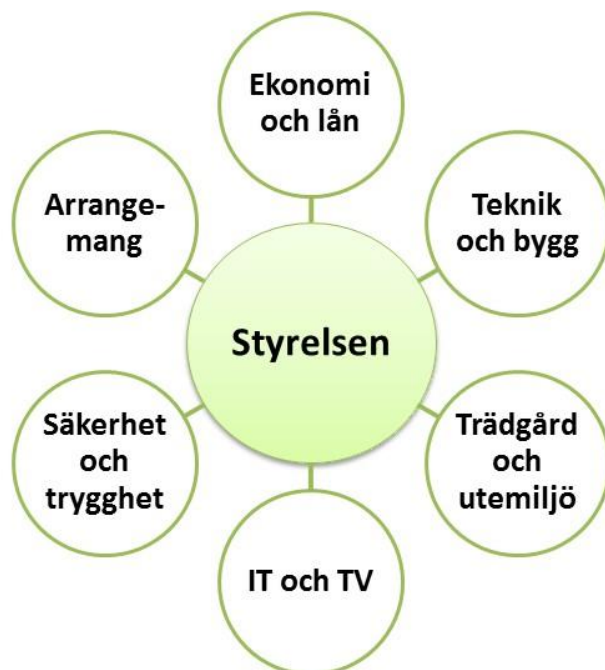 Ekonomi
och lån
Teknik
och bygg
Trädgård
och
utemiljö
IT och TV
Säkerhet
och
trygghet
Arrange-
mang
Styrelsen